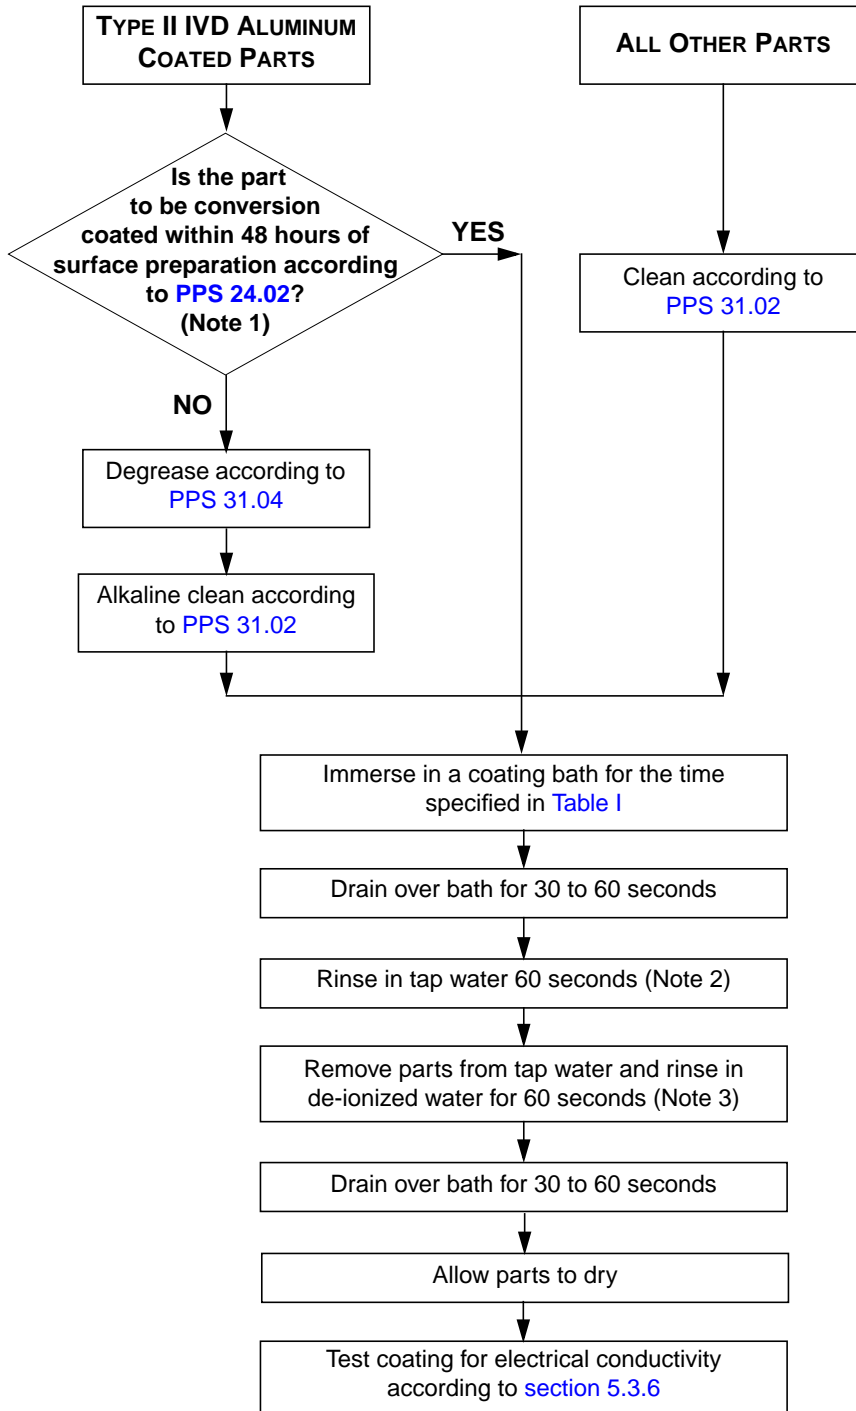 TYPE II IVD ALUMINUM
COATED PARTS
ALL OTHER PARTS
Is the part
to be conversion
coated within 48 hours of
surface preparation according
to PPS 24.02?
(Note 1)
YES
Clean according to
PPS 31.02
NO
Degrease according to
PPS 31.04
Alkaline clean according
to PPS 31.02
Immerse in a coating bath for the time
specified in Table I
Drain over bath for 30 to 60 seconds
Rinse in tap water 60 seconds (Note 2)
Remove parts from tap water and rinse in
de-ionized water for 60 seconds (Note 3)
Drain over bath for 30 to 60 seconds
Allow parts to dry
Test coating for electrical conductivity
according to section 5.3.6